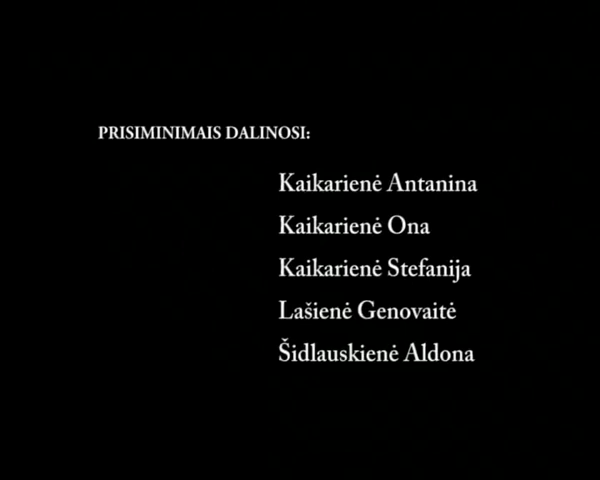 PRISIMINIMAIS DALINOSI:
Kaikarienė Antanina
Kaikarienė Ona
Kaikarienė Stefanija
Lašienė Genovaitė
Šidlauskienė Aldona